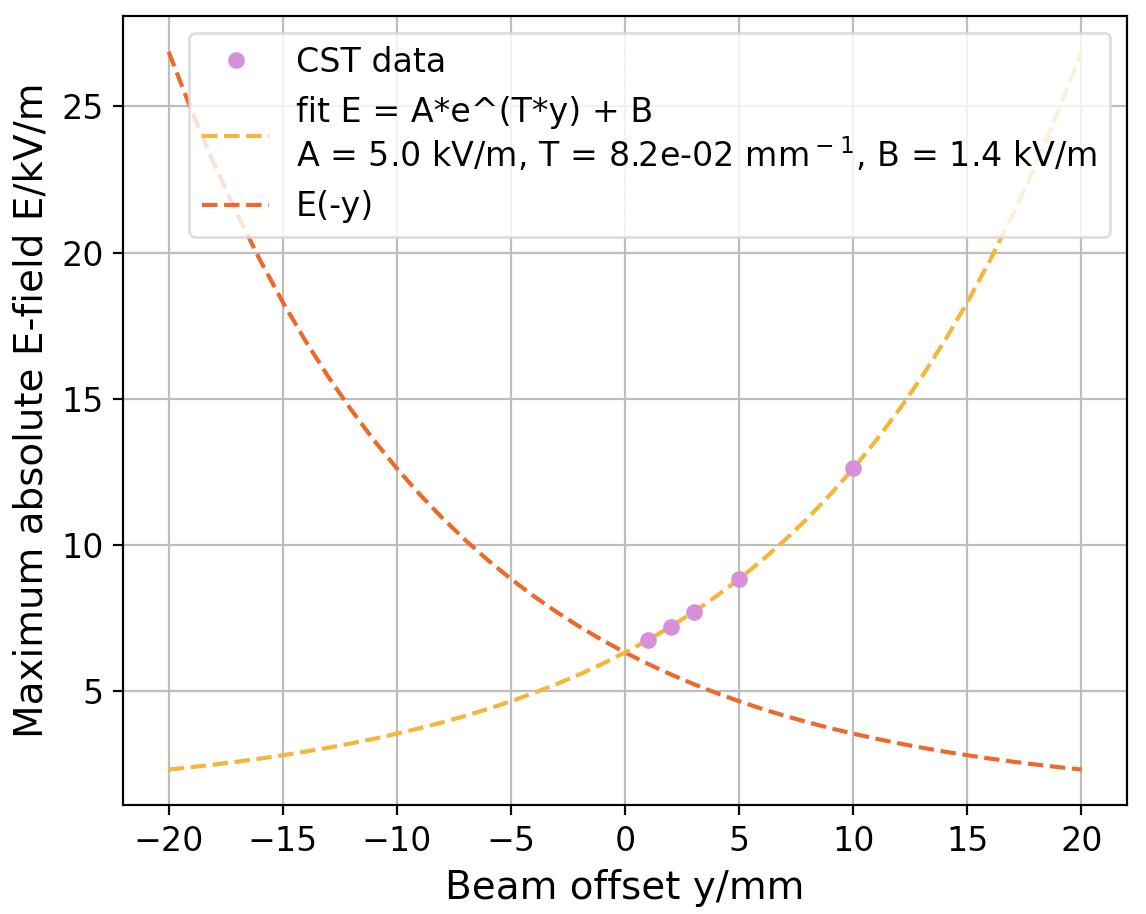 CST data
fit E = A*e^(T*y) + B
A = 5.0 kV/m, T = 8.2e-02 mm⁻¹, B = 1.4 kV/m
E(-y)
Maximum absolute E-field E/kV/m
25
20
15
10
5
−20 −15 −10 −5 0 5 10 15 20
Beam offset y/mm